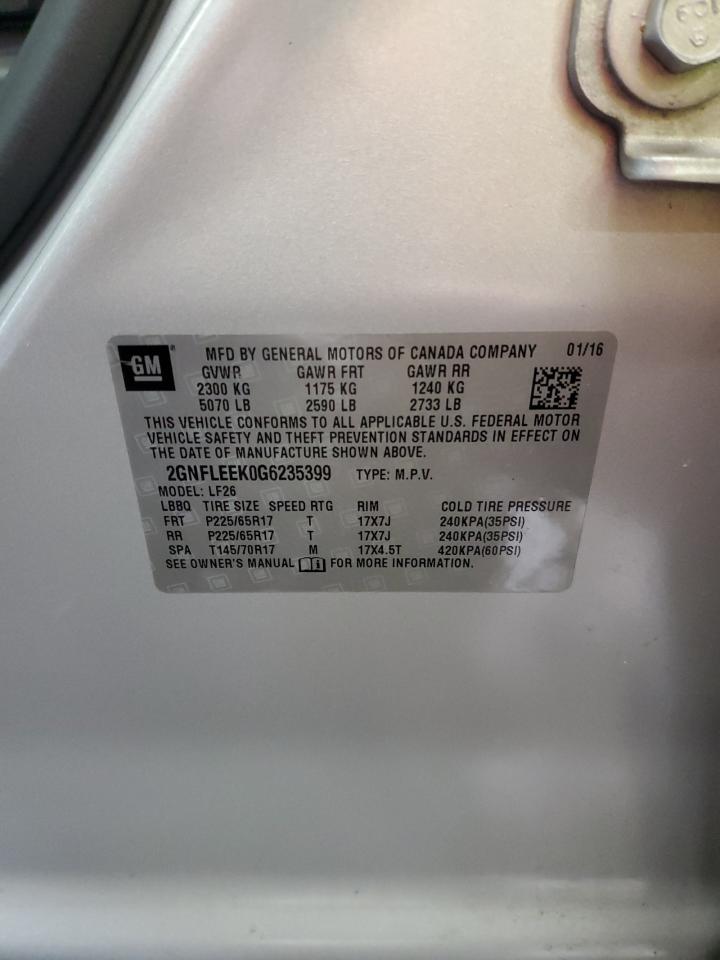 GM
MFD BY GENERAL MOTORS OF CANADA COMPANY 01/16
GVWR GAWR FRT GAWR RR
2300 KG 1175 KG 1240 KG
5070 LB 2590 LB 2733 LB
THIS VEHICLE CONFORMS TO ALL APPLICABLE U.S. FEDERAL MOTOR
VEHICLE SAFETY AND THEFT PREVENTION STANDARDS IN EFFECT ON
THE DATE OF MANUFACTURE SHOWN ABOVE.
2GNFLEEK0G6235399 TYPE: M.P.V.
MODEL: LF26
LBBQ TIRE SIZE SPEED RTG RIM COLD TIRE PRESSURE
FRT P225/65R17 T 17X7J 240KPA(35PSI)
RR P225/65R17 T 17X7J 240KPA(35PSI)
SPA T145/70R17 M 17X4.5T 420KPA(60PSI)
SEE OWNER'S MANUAL FOR MORE INFORMATION.